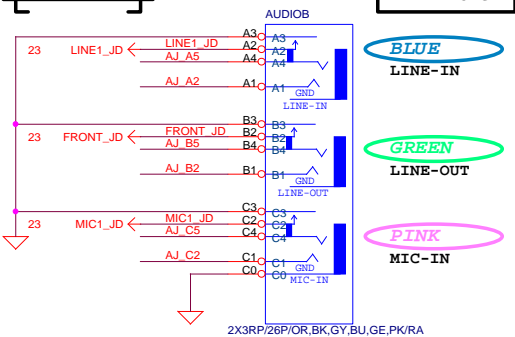 AUDIOB
A3 A3
23 LINE1_JD LINE1_JD A2 A2
AJ_A5 A4 A4
AJ_A2 A1 A1
GND
LINE-IN
BLUE
LINE-IN
B3 B3
23 FRONT_JD FRONT_JD B2 B2
AJ_B5 B4 B4
AJ_B2 B1 B1
GND
LINE-OUT
GREEN
LINE-OUT
C3 C3
23 MIC1_JD MIC1_JD C2 C2
AJ_C5 C4 C4
AJ_C2 C1 C1
C0 GND
MIC-IN
PINK
MIC-IN
2X3RP/26P/OR,BK,GY,BU,GE,PK/RA